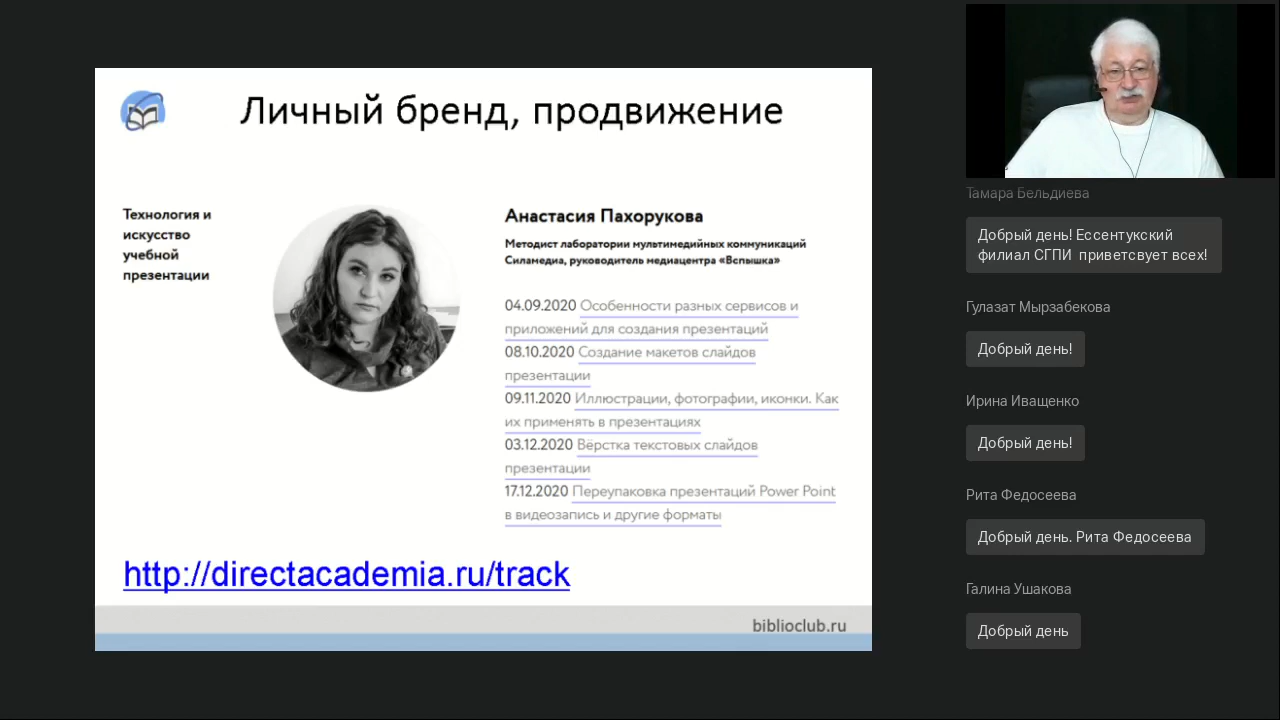 Личный бренд, продвижение
Технология и
искусство
учебной
презентации
Анастасия Пахорукова
Методист лаборатории мультимедийных коммуникаций
Силамедиа, руководитель медиацентра «Вспышка»
04.09.2020 Особенности разных сервисов и
приложений для создания презентаций
08.10.2020 Создание макетов слайдов
презентации
09.11.2020 Иллюстрации, фотографии, иконки. Как
их применять в презентациях
03.12.2020 Вёрстка текстовых слайдов
презентации
17.12.2020 Переупаковка презентаций Power Point
в видеозапись и другие форматы
http://directacademia.ru/track
biblioclub.ru
Тамара Бельдиева
Добрый день! Ессентукский
филиал СГПИ приветсвует всех!
Гулазат Мырзабекова
Добрый день!
Ирина Иващенко
Добрый день!
Рита Федосеева
Добрый день. Рита Федосеева
Галина Ушакова
Добрый день